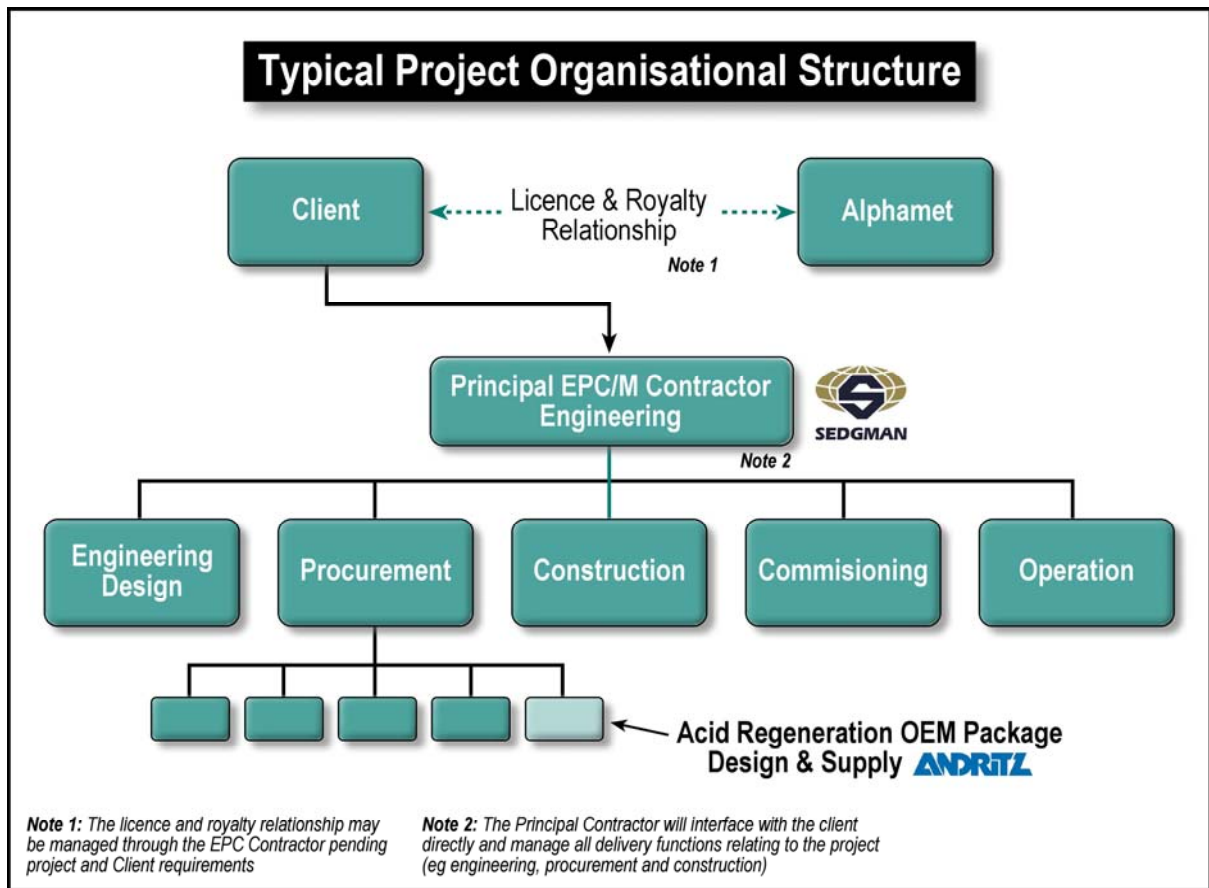 Typical Project Organisational Structure
Client
Licence & Royalty
Relationship
Alphamet
Note 1
Principal EPC/M Contractor
Engineering
S
SEDGMAN
Note 2
Engineering
Design
Procurement
Construction
Commisioning
Operation
Acid Regeneration OEM Package
Design & Supply ANDRITZ
Note 1: The licence and royalty relationship may
be managed through the EPC Contractor pending
project and Client requirements
Note 2: The Principal Contractor will interface with the client
directly and manage all delivery functions relating to the project
(eg engineering, procurement and construction)